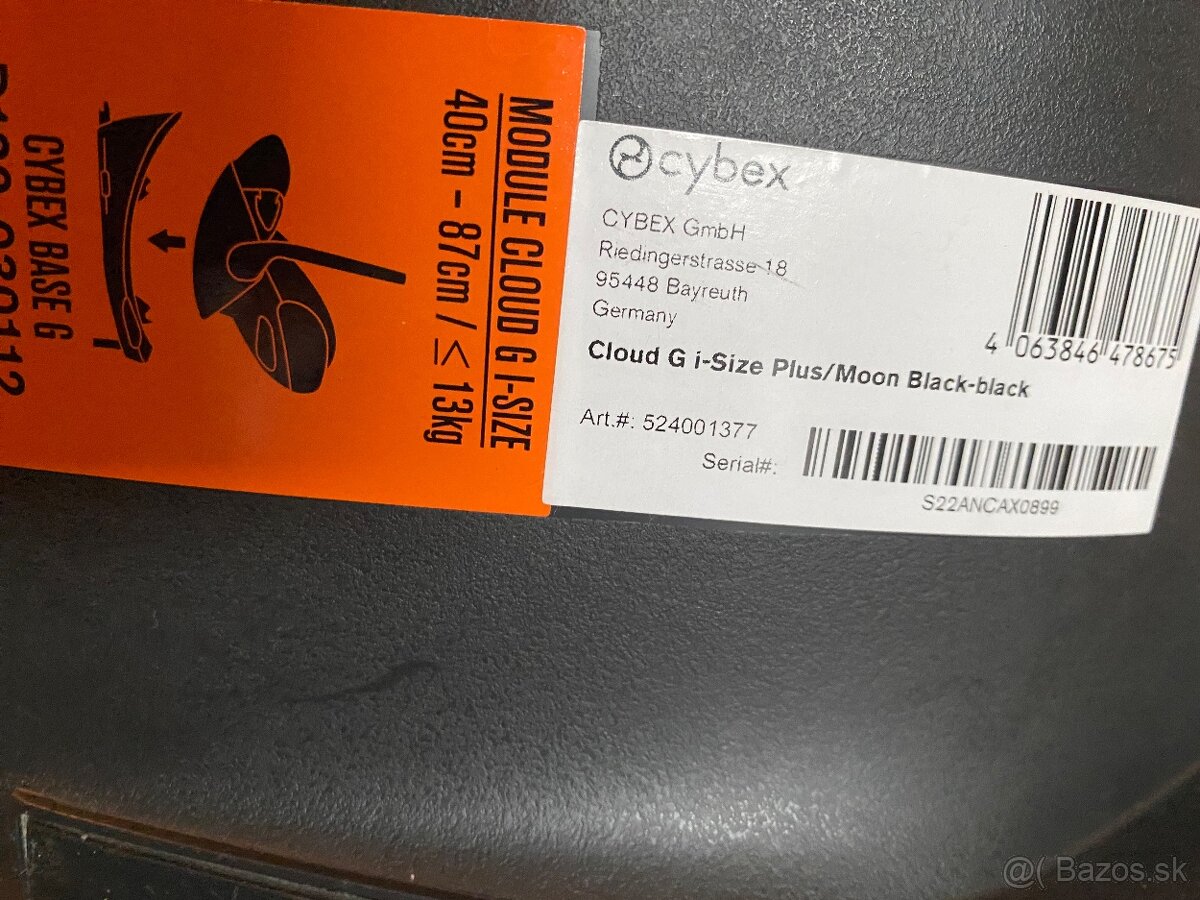 MODULE CLOUD G I-SIZE
40cm - 87cm / ≤ 13kg
CYBEX BASE G
cybex
CYBEX GmbH
Riedingerstrasse 18
95448 Bayreuth
Germany
4 063846 478675
Cloud G i-Size Plus/Moon Black-black
Art.#: 524001377
Serial#:
S22ANCAX0899
@( Bazos.sk